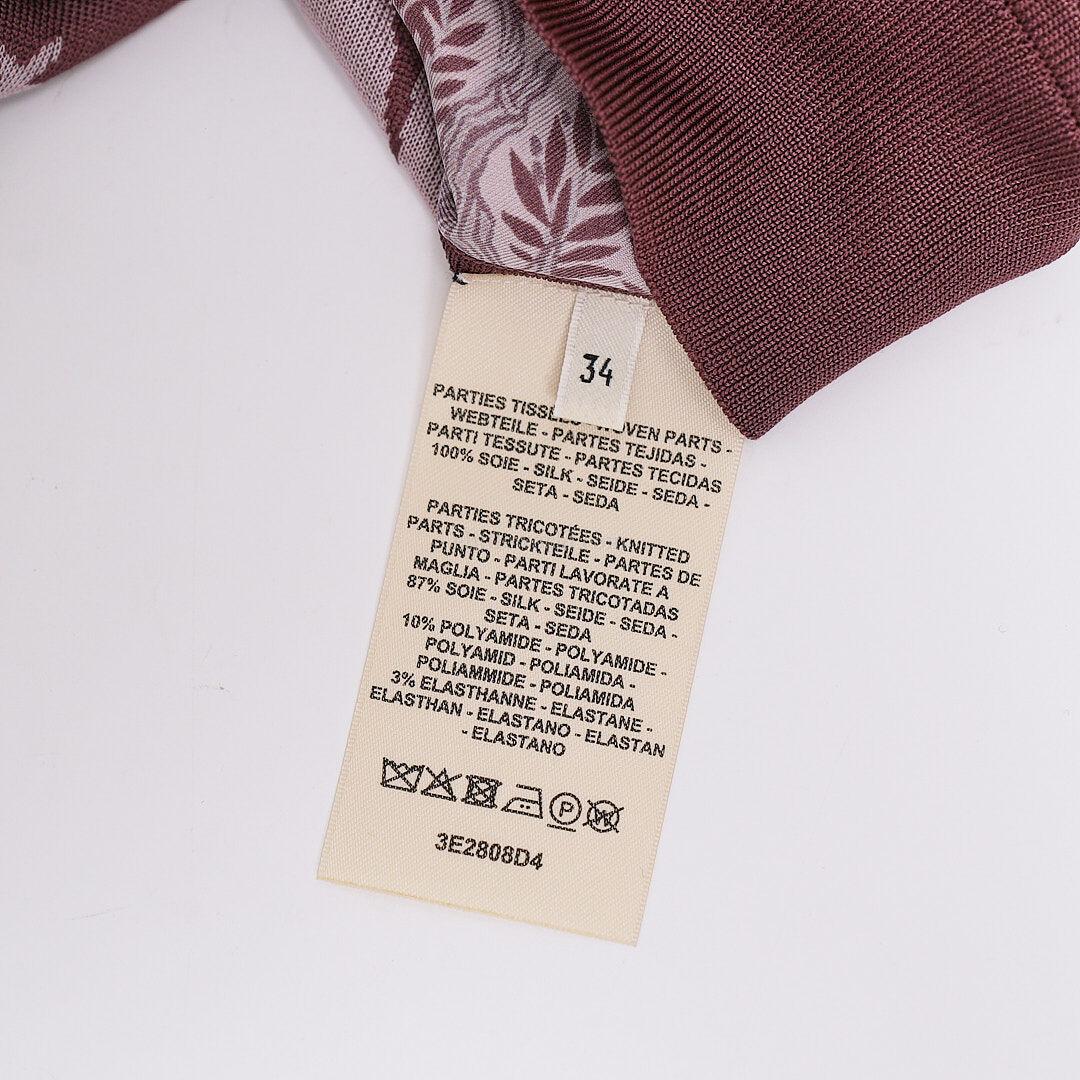 34
PARTIES TISSÉES - WOVEN PARTS -
WEBTEILE - PARTES TEJIDAS -
PARTI TESSUTE - PARTES TECIDAS
100% SOIE - SILK - SEIDE - SEDA -
SETA - SEDA
PARTIES TRICOTÉES - KNITTED
PARTS - STRICKTEILE - PARTES DE
PUNTO - PARTI LAVORATE A
MAGLIA - PARTES TRICOTADAS
87% SOIE - SILK - SEIDE - SEDA -
SETA - SEDA
10% POLYAMIDE - POLYAMIDE -
POLYAMID - POLIAMIDA -
POLIAMMIDE - POLIAMIDA
3% ELASTHANNE - ELASTANE -
ELASTHAN - ELASTANO - ELASTAN
- ELASTANO
P W
3E2808D4